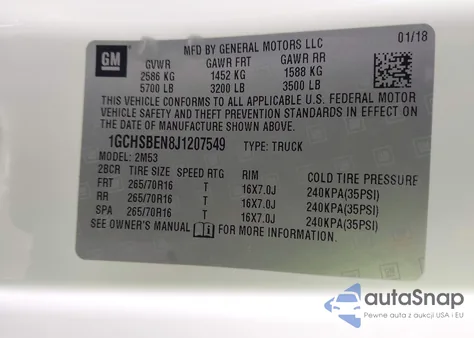 GM
MFD BY GENERAL MOTORS LLC 01/18
GVWR GAWR FRT GAWR RR
2586 KG 1452 KG 1588 KG
5700 LB 3200 LB 3500 LB
THIS VEHICLE CONFORMS TO ALL APPLICABLE U.S. FEDERAL MOTOR
VEHICLE SAFETY AND THEFT PREVENTION STANDARDS IN EFFECT
ON THE DATE OF MANUFACTURE SHOWN ABOVE.
1GCHSBEN8J1207549 TYPE: TRUCK
MODEL: 2M53
2BCR TIRE SIZE SPEED RTG RIM COLD TIRE PRESSURE
FRT 265/70R16 T 16X7.0J 240KPA(35PSI)
RR 265/70R16 T 16X7.0J 240KPA(35PSI)
SPA 265/70R16 T 16X7.0J 240KPA(35PSI)
SEE OWNER'S MANUAL FOR MORE INFORMATION.
autoSnap
Pewne auta z aukcji USA i EU